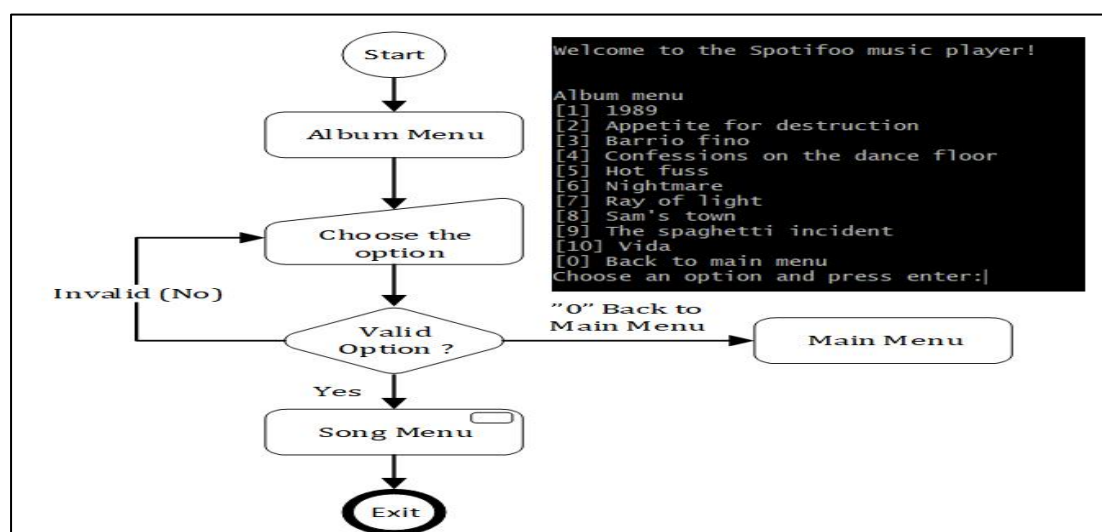 Start
Album Menu
Choose the
option
Invalid (No)
Valid
Option ?
"0" Back to
Main Menu
Main Menu
Yes
Song Menu
Exit
Welcome to the Spotifoo music player!
Album menu
[1] 1989
[2] Appetite for destruction
[3] Barrio fino
[4] Confessions on the dance floor
[5] Hot fuss
[6] Nightmare
[7] Ray of light
[8] Sam's town
[9] The spaghetti incident
[10] Vida
[0] Back to main menu
Choose an option and press enter: